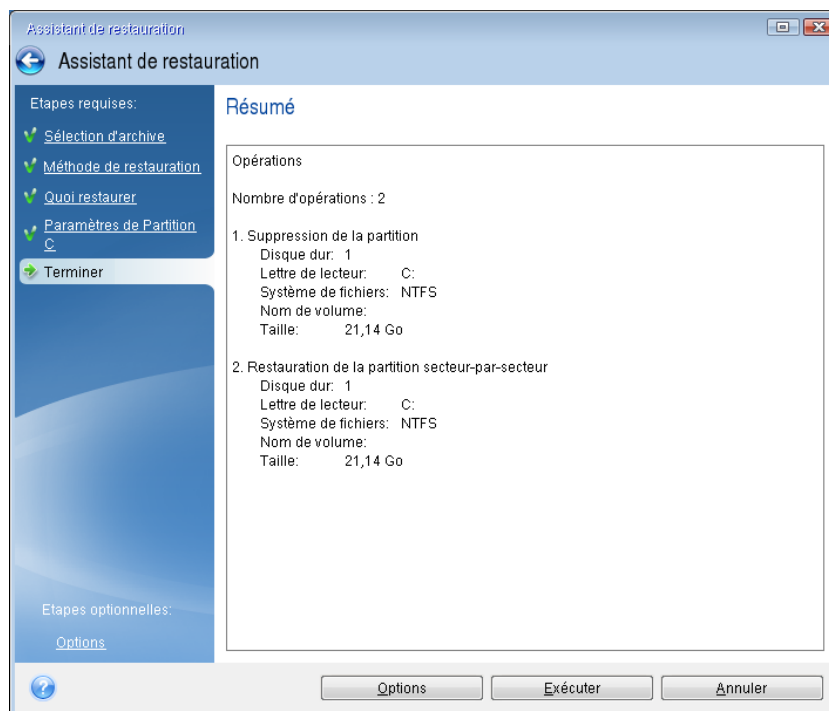 Assistant de restauration
Assistant de restauration
Etapes requises:
Sélection d'archive
Méthode de restauration
Quoi restaurer
Paramètres de Partition
C
Terminer
Etapes optionnelles:
Options
Résumé
Opérations
Nombre d'opérations : 2
1. Suppression de la partition
Disque dur: 1
Lettre de lecteur: C:
Système de fichiers: NTFS
Nom de volume:
Taille: 21,14 Go
2. Restauration de la partition secteur-par-secteur
Disque dur: 1
Lettre de lecteur: C:
Système de fichiers: NTFS
Nom de volume:
Taille: 21,14 Go
?
Options
Exécuter
Annuler